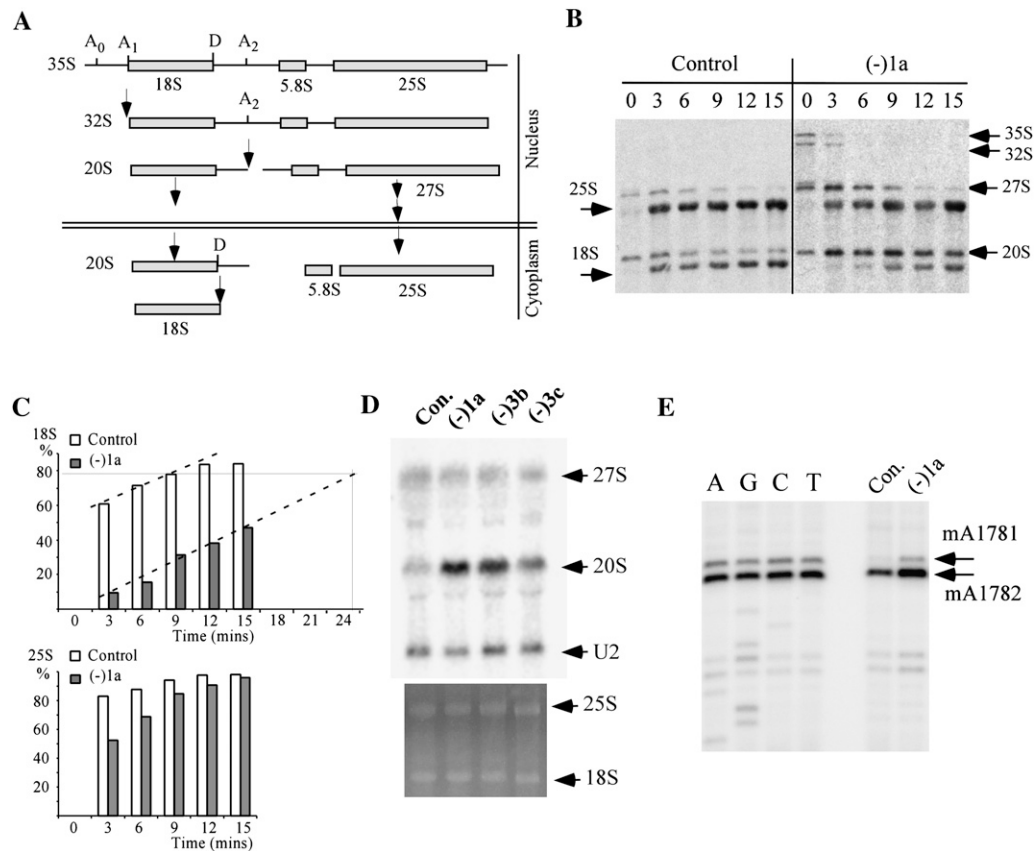 A
A0 A1 D A2
35S
18S 5.8S 25S
A2
32S
20S
27S
Nucleus
D
20S
5.8S 25S
18S
Cytoplasm
B
Control (-)1a
0 3 6 9 12 15 0 3 6 9 12 15
35S
32S
25S
27S
18S
20S
C
18S
%
Control
(-)1a
80
60
40
20
0 3 6 9 12 15 18 21 24
Time (mins)
25S
%
Control
(-)1a
80
60
40
20
0 3 6 9 12 15
Time (mins)
D
Con. (-)1a (-)3b (-)3c
27S
20S
U2
25S
18S
E
A G C T Con. (-)1a
mA1781
mA1782